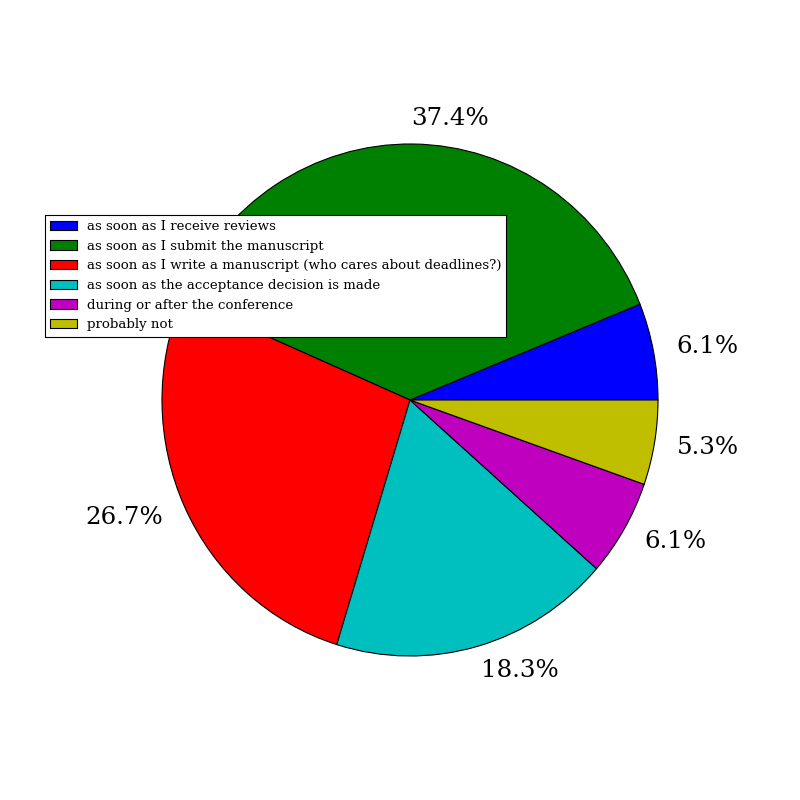 37.4%
as soon as I receive reviews
as soon as I submit the manuscript
as soon as I write a manuscript (who cares about deadlines?)
as soon as the acceptance decision is made
during or after the conference
probably not
6.1%
5.3%
26.7%
6.1%
18.3%